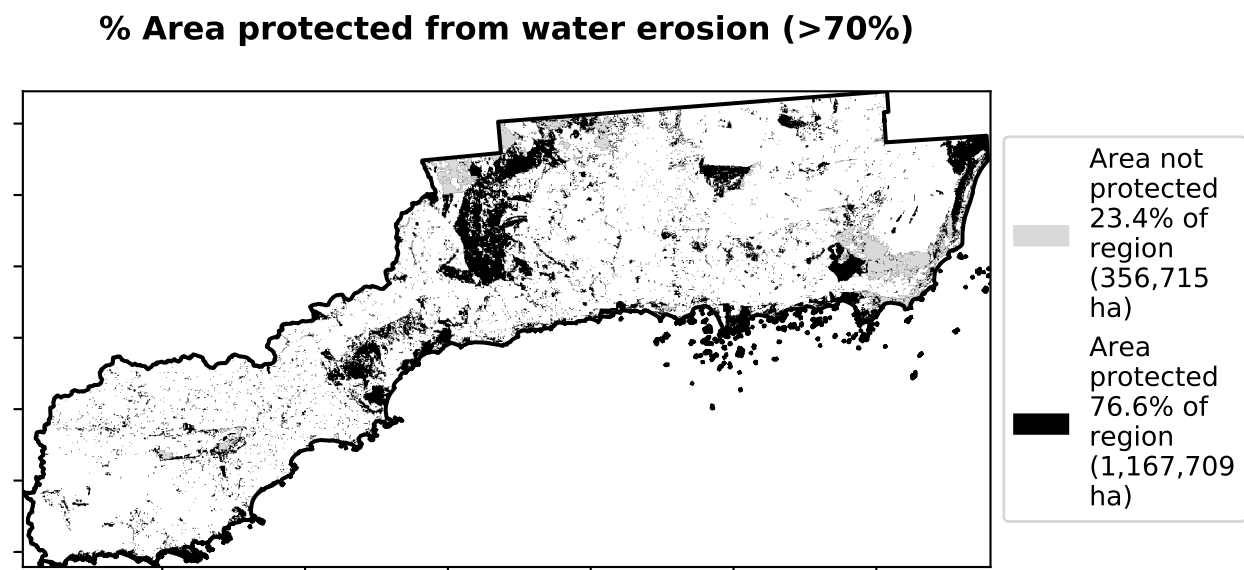 % Area protected from water erosion (>70%)
Area not
protected
23.4% of
region
(356,715
ha)
Area
protected
76.6% of
region
(1,167,709
ha)